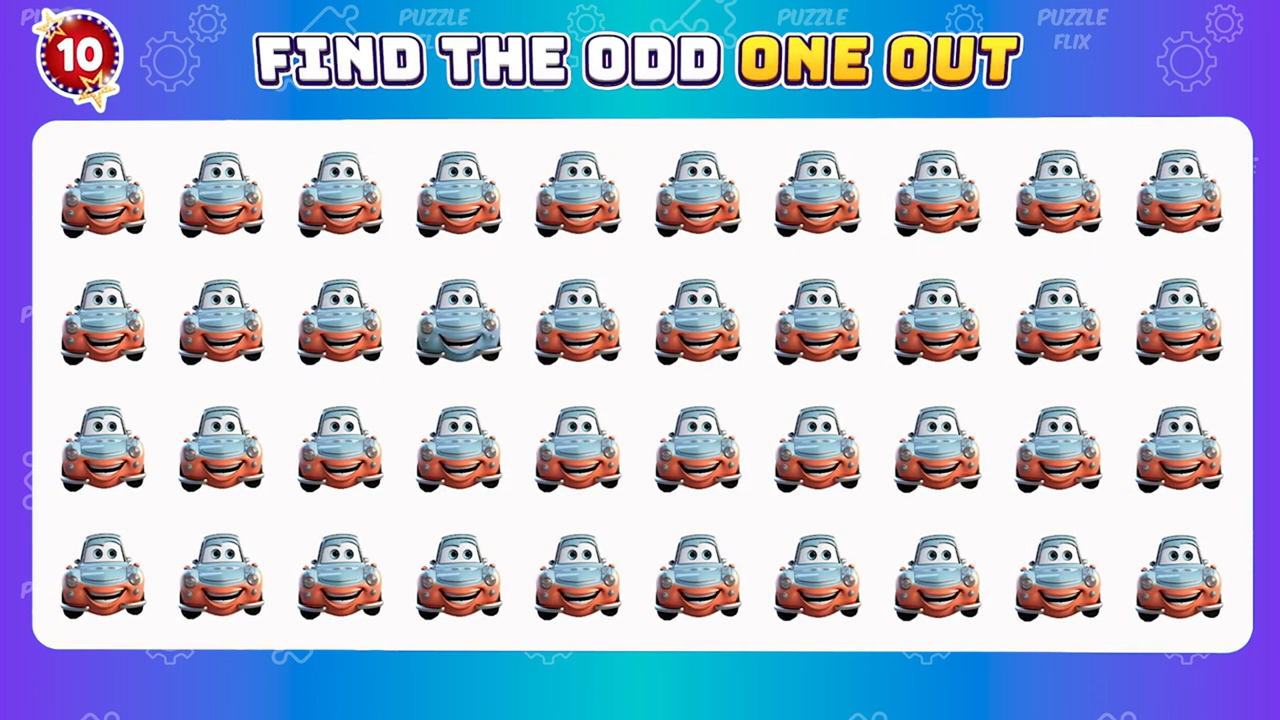 10
FIND THE ODD ONE OUT
PUZZLE
PUZZLE
PUZZLE
FLIX